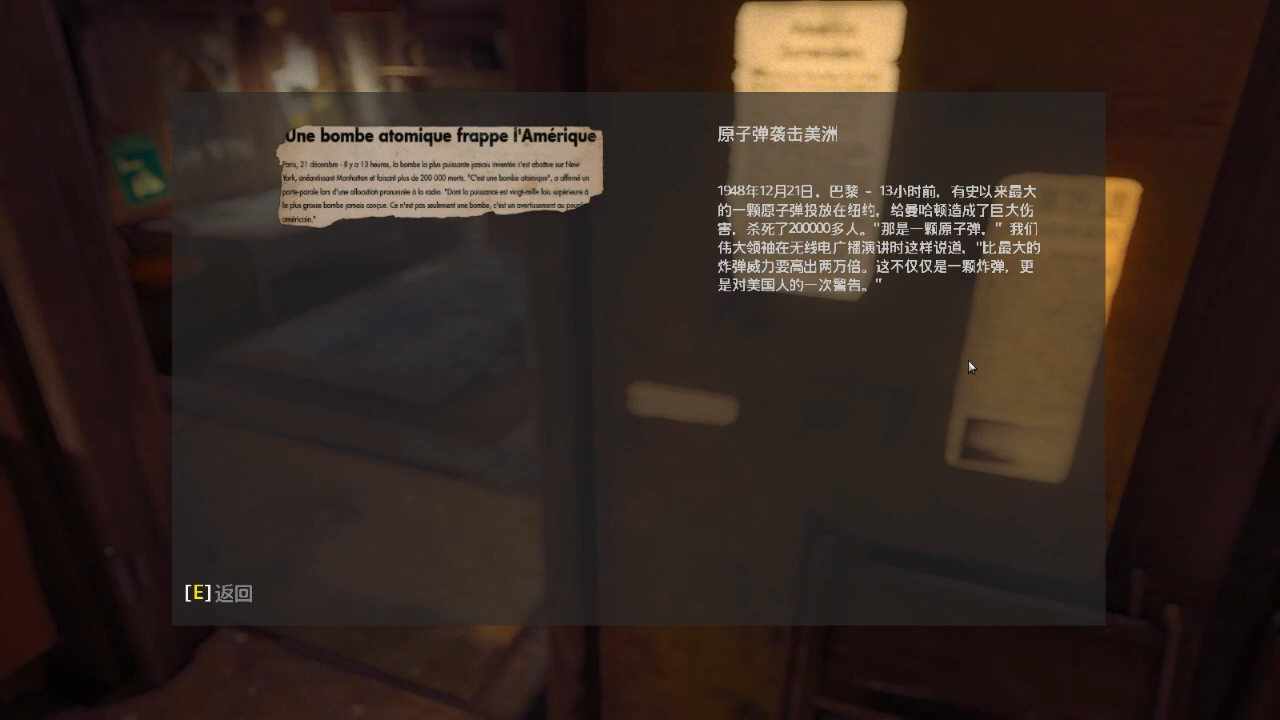 Une bombe atomique frappe l'Amérique
Paris, 21 décembre - Il y a 13 heures, la bombe la plus puissante jamais inventée s'est abattue sur New
York, anéantissant Manhattan et faisant plus de 200 000 morts. "C'est une bombe atomique", a affirmé un
porte-parole lors d'une allocution prononcée à la radio. "Dont la puissance est vingt-mille fois supérieure à
la plus grosse bombe jamais conçue. Ce n'est pas seulement une bombe, c'est un avertissement au peuple
américain."
原子弹袭击美洲
1948年12月21日，巴黎 - 13小时前，有史以来最大
的一颗原子弹投放在纽约，给曼哈顿造成了巨大伤
害，杀死了200000多人。"那是一颗原子弹，" 我们
伟大领袖在无线电广播演讲时这样说道，"比最大的
炸弹威力要高出两万倍。这不仅仅是一颗炸弹，更
是对美国人的一次警告。"
[E]返回